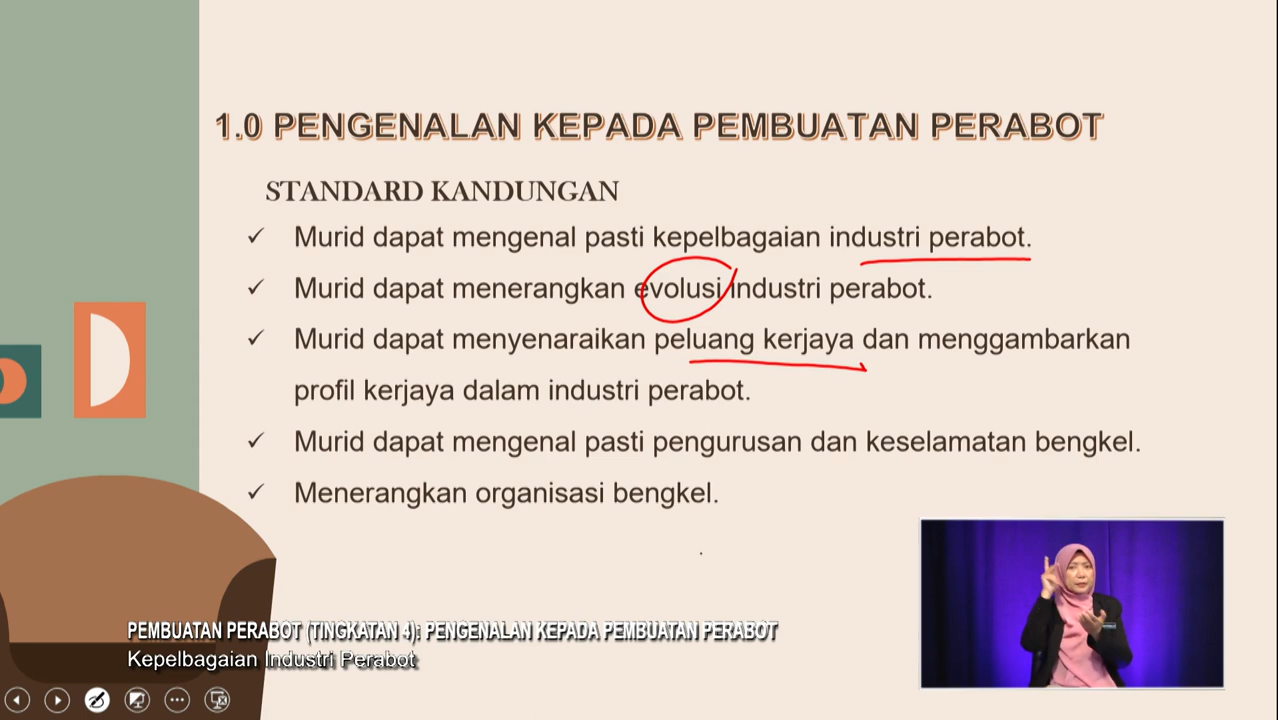 1.0 PENGENALAN KEPADA PEMBUATAN PERABOT
STANDARD KANDUNGAN
✓ Murid dapat mengenal pasti kepelbagaian industri perabot.
✓ Murid dapat menerangkan evolusi industri perabot.
✓ Murid dapat menyenaraikan peluang kerjaya dan menggambarkan
profil kerjaya dalam industri perabot.
✓ Murid dapat mengenal pasti pengurusan dan keselamatan bengkel.
✓ Menerangkan organisasi bengkel.
PEMBUATAN PERABOT (TINGKATAN 4): PENGENALAN KEPADA PEMBUATAN PERABOT
Kepelbagaian Industri Perabot